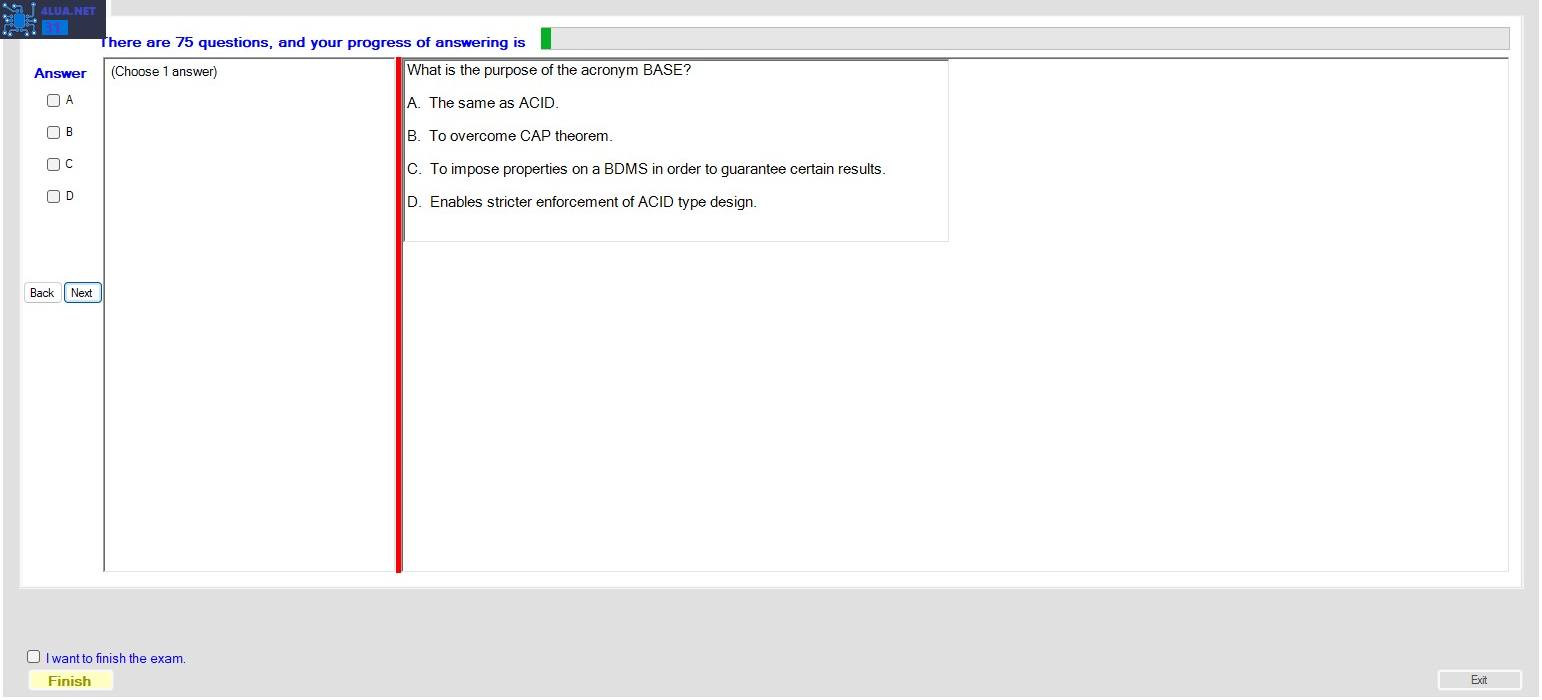 4LUA.NET
31
There are 75 questions, and your progress of answering is
Answer
(Choose 1 answer)
What is the purpose of the acronym BASE?
A
A. The same as ACID.
B
B. To overcome CAP theorem.
C
C. To impose properties on a BDMS in order to guarantee certain results.
D
D. Enables stricter enforcement of ACID type design.
Back Next
I want to finish the exam.
Finish
Exit